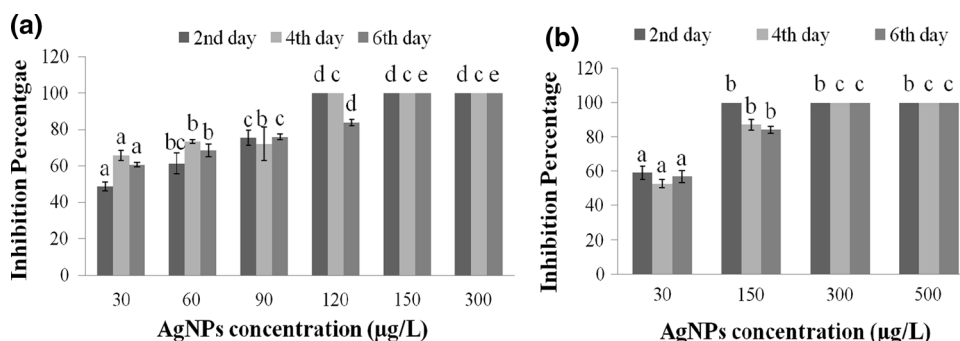 (a)
2nd day 4th day 6th day
Inhibition Percentgae
120
100
80
60
40
20
0
a a a
bc b b
c b c
d c d
d c e
d c e
30 60 90 120 150 300
AgNPs concentration (µg/L)
(b)
2nd day 4th day 6th day
Inhibition Percentage
120
100
80
60
40
20
0
a a a
b b b
b c c
b c c
30 150 300 500
AgNPs concentration (µg/L)